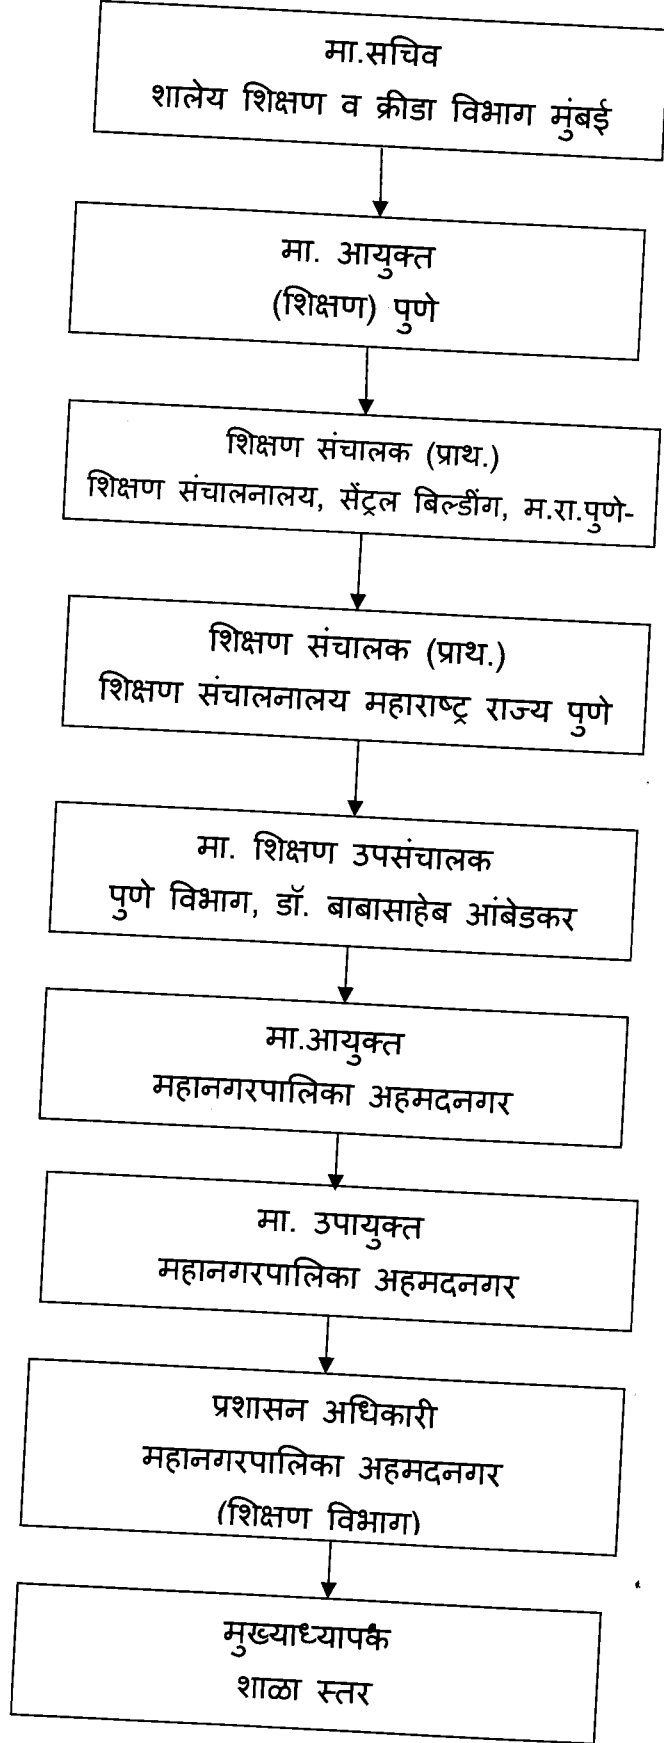 मा.सचिव
शालेय शिक्षण व क्रीडा विभाग मुंबई
मा. आयुक्त
(शिक्षण) पुणे
शिक्षण संचालक (प्राथ.)
शिक्षण संचालनालय, सेंट्रल बिल्डींग, म.रा.पुणे-
शिक्षण संचालक (प्राथ.)
शिक्षण संचालनालय महाराष्ट्र राज्य पुणे
मा. शिक्षण उपसंचालक
पुणे विभाग, डॉ. बाबासाहेब आंबेडकर
मा.आयुक्त
महानगरपालिका अहमदनगर
मा. उपायुक्त
महानगरपालिका अहमदनगर
प्रशासन अधिकारी
महानगरपालिका अहमदनगर
(शिक्षण विभाग)
मुख्याध्यापक
शाळा स्तर